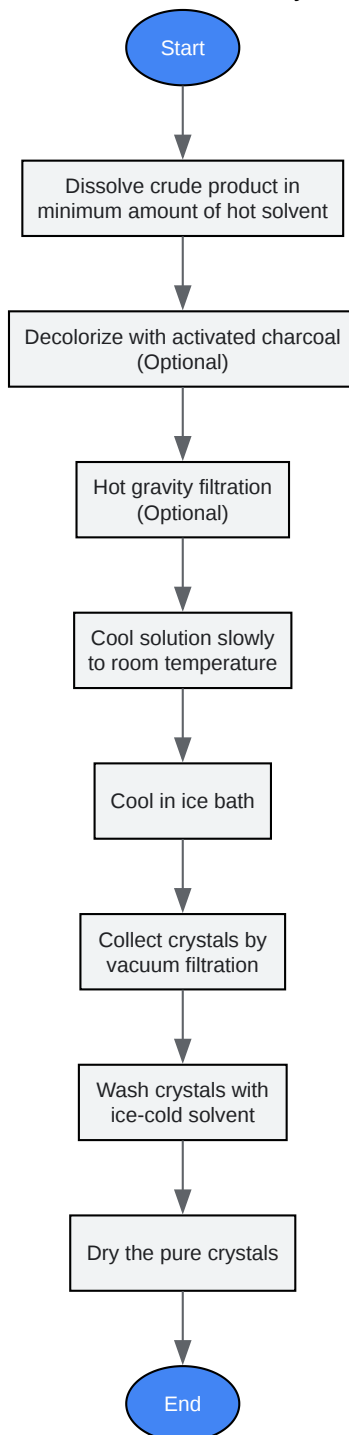 Start
Dissolve crude product in
minimum amount of hot solvent
Decolorize with activated charcoal
(Optional)
Hot gravity filtration
(Optional)
Cool solution slowly
to room temperature
Cool in ice bath
Collect crystals by
vacuum filtration
Wash crystals with
ice-cold solvent
Dry the pure crystals
End